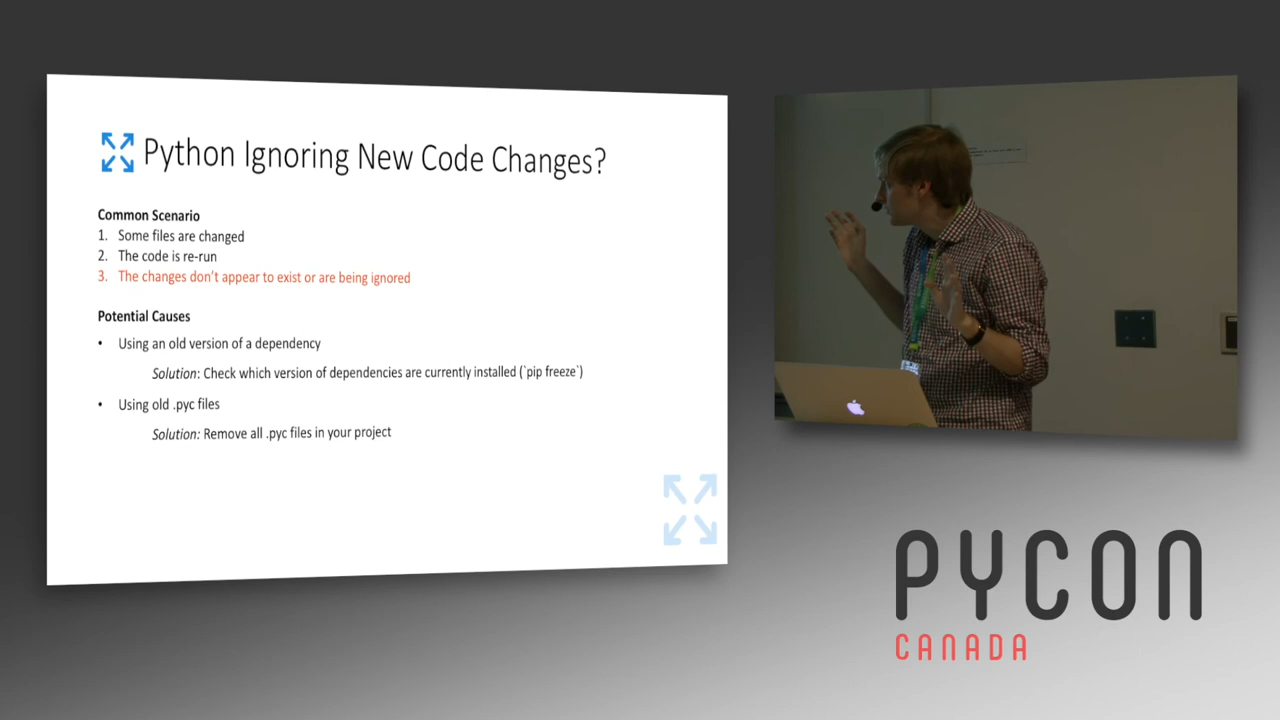 Python Ignoring New Code Changes?
Common Scenario
1. Some files are changed
2. The code is re-run
3. The changes don't appear to exist or are being ignored
Potential Causes
• Using an old version of a dependency
Solution: Check which version of dependencies are currently installed (`pip freeze`)
• Using old .pyc files
Solution: Remove all .pyc files in your project
PYCON
CANADA